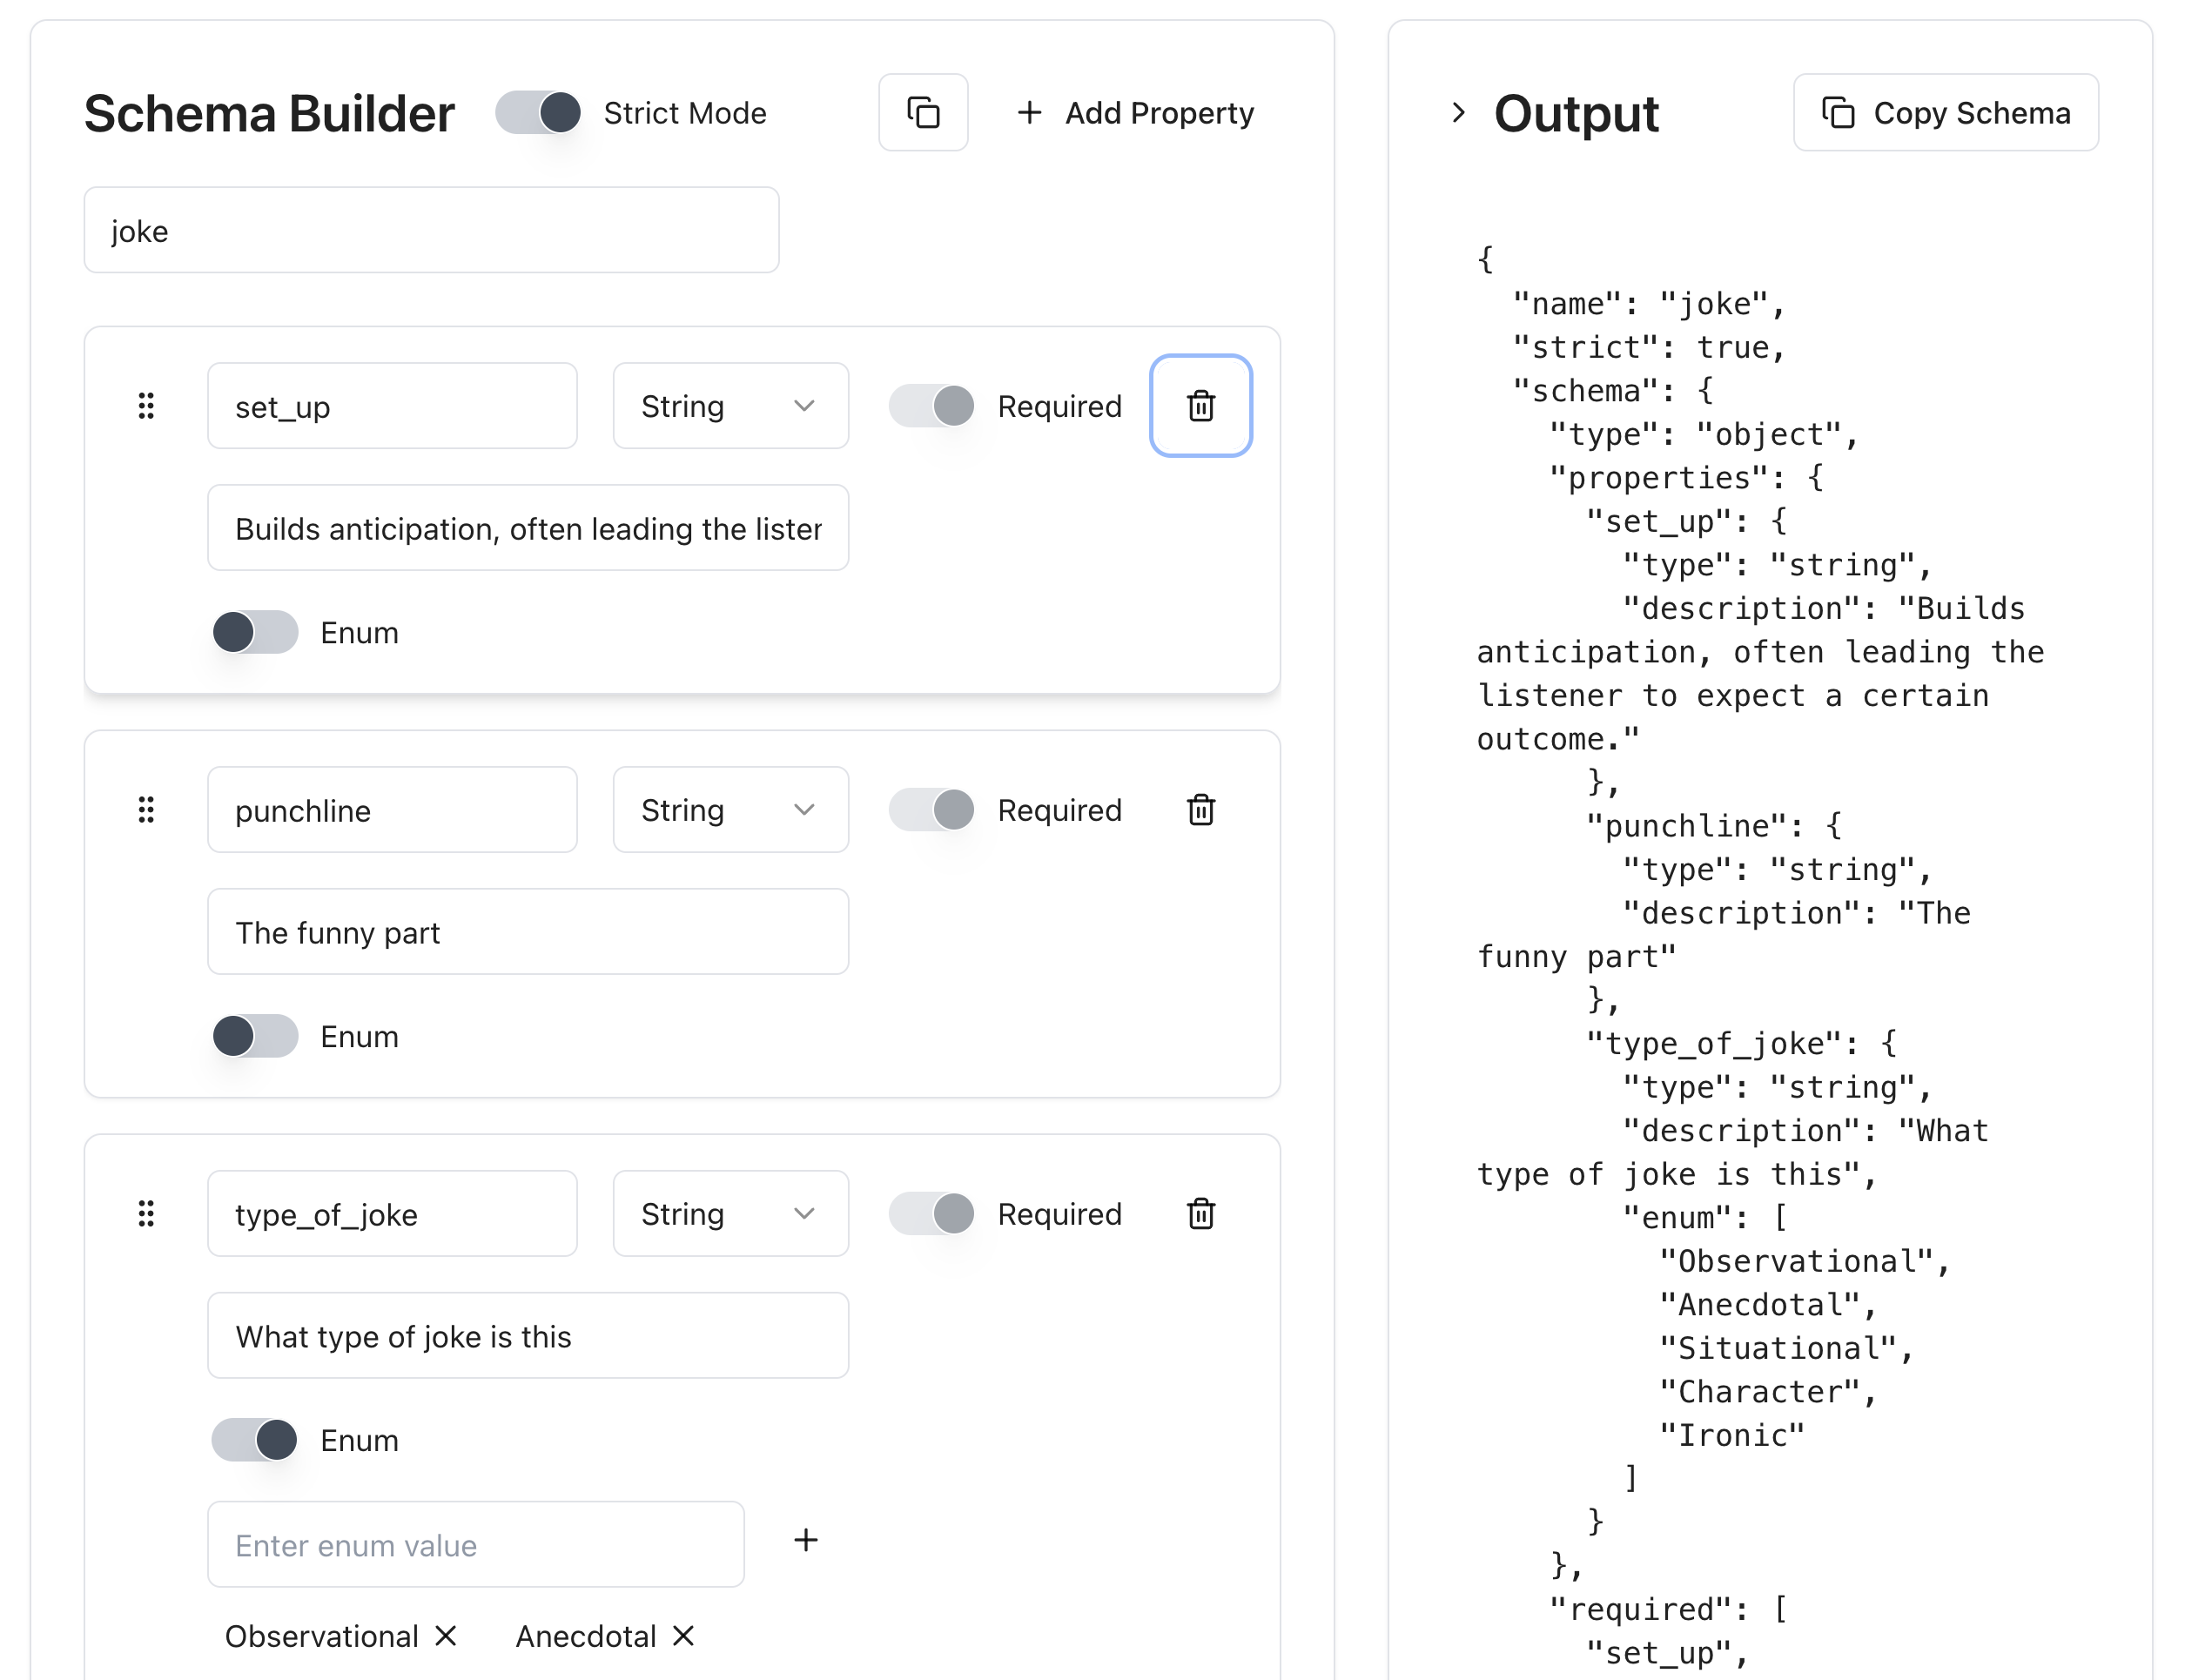 Schema Builder
Strict Mode
Add Property
joke
set_up
String
Required
Builds anticipation, often leading the lister
Enum
punchline
String
Required
The funny part
Enum
type_of_joke
String
Required
What type of joke is this
Enum
Enter enum value
Observational
Anecdotal
Output
Copy Schema
{
  "name": "joke",
  "strict": true,
  "schema": {
    "type": "object",
    "properties": {
      "set_up": {
        "type": "string",
        "description": "Builds
anticipation, often leading the
listener to expect a certain
outcome."
      },
      "punchline": {
        "type": "string",
        "description": "The
funny part"
      },
      "type_of_joke": {
        "type": "string",
        "description": "What
type of joke is this",
        "enum": [
          "Observational",
          "Anecdotal",
          "Situational",
          "Character",
          "Ironic"
        ]
      }
    },
    "required": [
      "set_up",